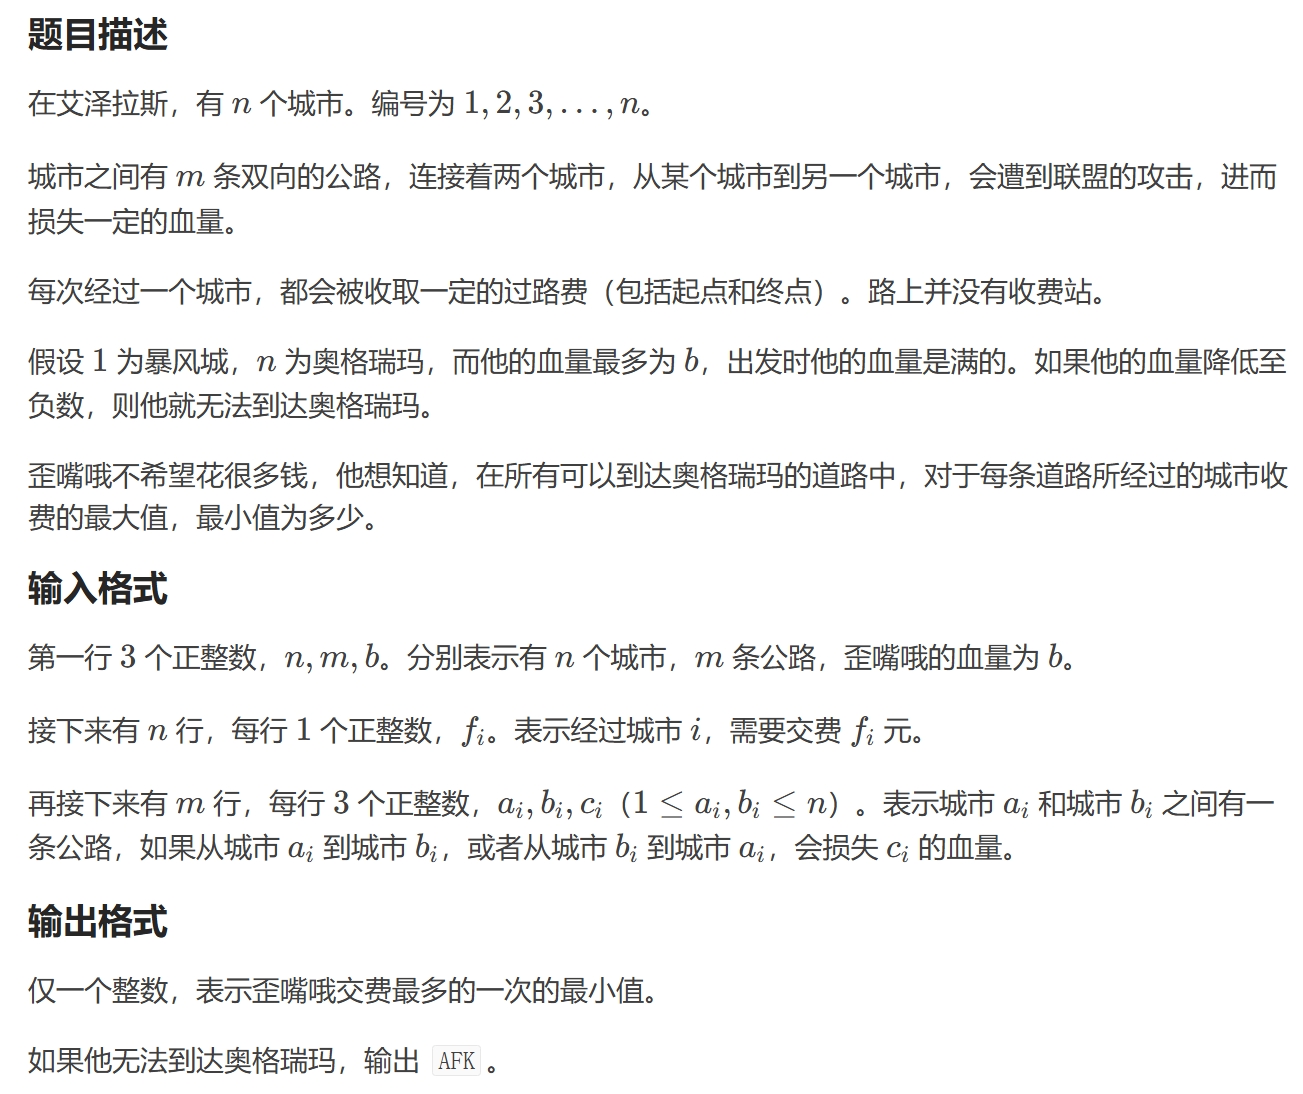 题目描述
在艾泽拉斯，有 n 个城市。编号为 1, 2, 3, . . . , n。
城市之间有 m 条双向的公路，连接着两个城市，从某个城市到另一个城市，会遭到联盟的攻击，进而
损失一定的血量。
每次经过一个城市，都会被收取一定的过路费（包括起点和终点）。路上并没有收费站。
假设 1 为暴风城，n 为奥格瑞玛，而他的血量最多为 b，出发时他的血量是满的。如果他的血量降低至
负数，则他就无法到达奥格瑞玛。
歪嘴哦不希望花很多钱，他想知道，在所有可以到达奥格瑞玛的道路中，对于每条道路所经过的城市收
费的最大值，最小值为多少。
输入格式
第一行 3 个正整数，n, m, b。分别表示有 n 个城市，m 条公路，歪嘴哦的血量为 b。
接下来有 n 行，每行 1 个正整数，fᵢ。表示经过城市 i，需要交费 fᵢ 元。
再接下来有 m 行，每行 3 个正整数，aᵢ, bᵢ, cᵢ（1 ≤ aᵢ, bᵢ ≤ n）。表示城市 aᵢ 和城市 bᵢ 之间有一
条公路，如果从城市 aᵢ 到城市 bᵢ，或者从城市 bᵢ 到城市 aᵢ，会损失 cᵢ 的血量。
输出格式
仅一个整数，表示歪嘴哦交费最多的一次的最小值。
如果他无法到达奥格瑞玛，输出 AFK 。